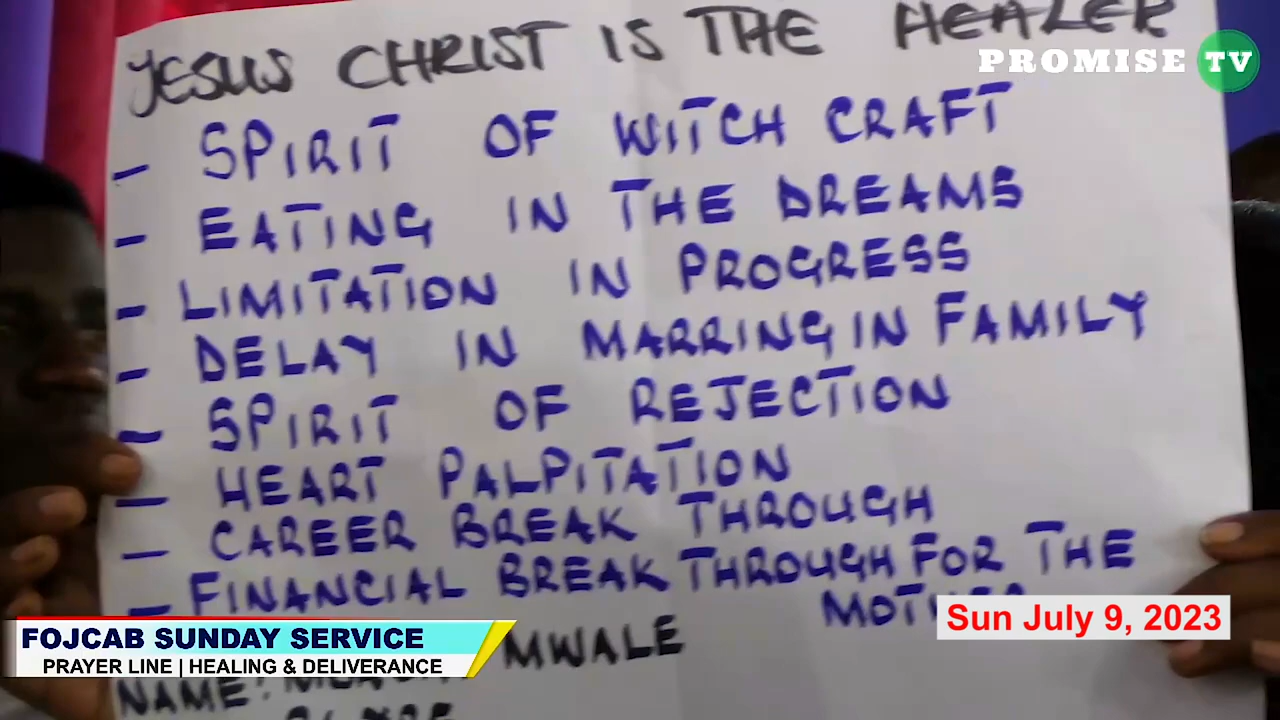 JESUS CHRIST IS THE HEALER
PROMISE TV
- SPIRIT OF WITCH CRAFT
- EATING IN THE DREAMS
- LIMITATION IN PROGRESS
- DELAY IN MARRING IN FAMILY
- SPIRIT OF REJECTION
- HEART PALPITATION
- CAREER BREAK THROUGH
- FINANCIAL BREAK THROUGH FOR THE
Sun July 9, 2023
FOJCAB SUNDAY SERVICE
PRAYER LINE | HEALING & DELIVERANCE
MWALE
NAME: